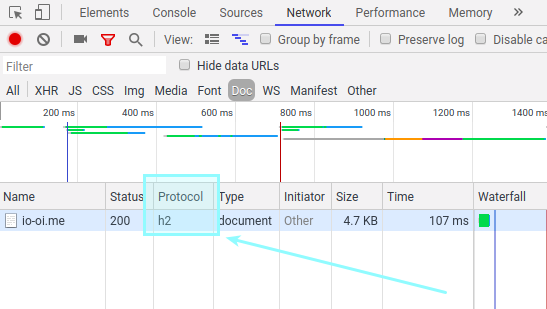 Elements Console Sources Network Performance Memory »
View: Group by frame Preserve log Disable ca
Filter Hide data URLs
All XHR JS CSS Img Media Font Doc WS Manifest Other
200 ms 400 ms 600 ms 800 ms 1000 ms 1200 ms 1400 ms
Name Status Protocol Type Initiator Size Time Waterfall
io-oi.me 200 h2 document Other 4.7 KB 107 ms